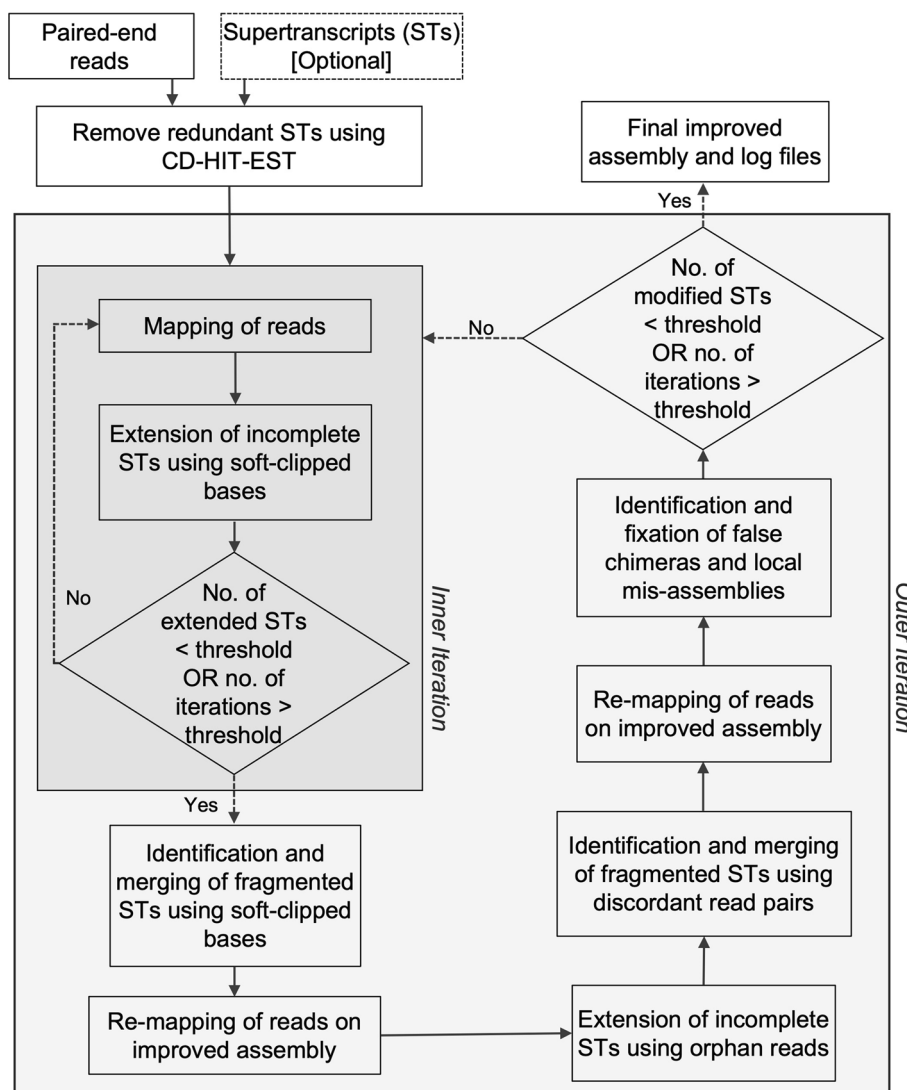 Paired-end
reads
Supertranscripts (STs)
[Optional]
Remove redundant STs using
CD-HIT-EST
Final improved
assembly and log files
Yes
No. of
modified STs
< threshold
OR no. of
iterations >
threshold
No
Mapping of reads
Extension of incomplete
STs using soft-clipped
bases
No
No. of
extended STs
< threshold
OR no. of
iterations >
threshold
Inner Iteration
Yes
Identification and
merging of fragmented
STs using soft-clipped
bases
Re-mapping of reads on
improved assembly
Extension of incomplete
STs using orphan reads
Identification and merging
of fragmented STs using
discordant read pairs
Re-mapping of reads
on improved assembly
Identification and
fixation of false
chimeras and local
mis-assemblies
Outer Iteration